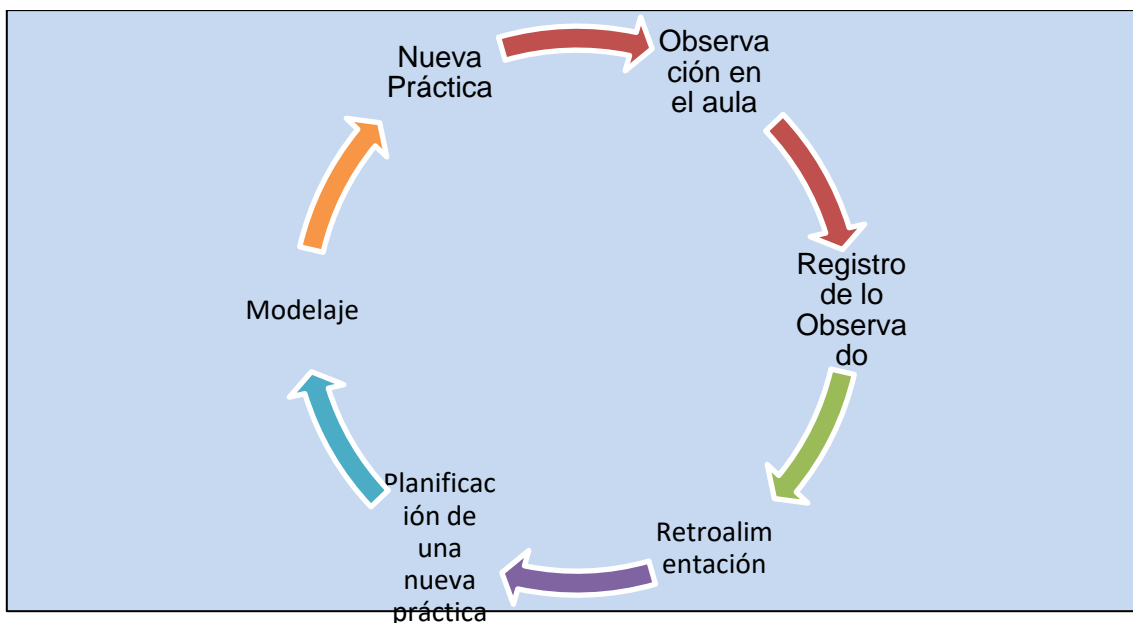 Nueva
Práctica
Observa
ción en
el aula
Registro
de lo
Observa
do
Retroalim
entación
Planificac
ión de
una
nueva
práctica
Modelaje